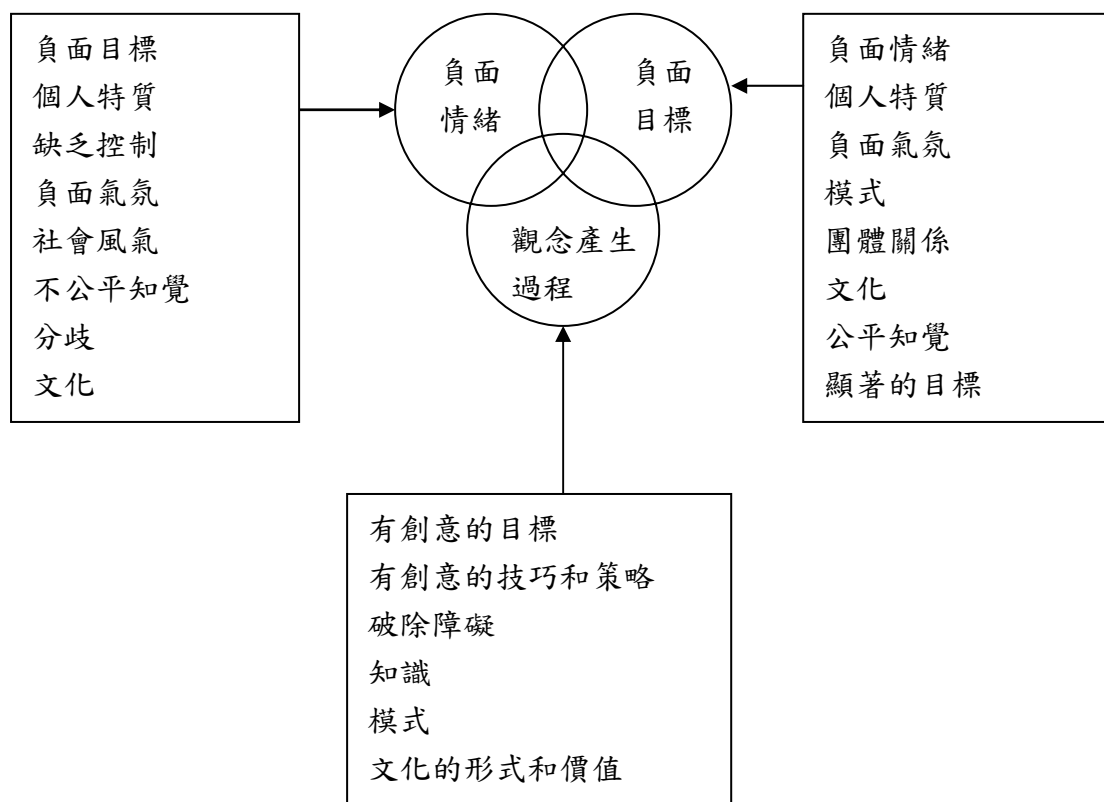 負面目標
個人特質
缺乏控制
負面氣氛
社會風氣
不公平知覺
分歧
文化
負面
情緒
負面
目標
觀念產生
過程
負面情緒
個人特質
負面氣氛
模式
團體關係
文化
公平知覺
顯著的目標
有創意的目標
有創意的技巧和策略
破除障礙
知識
模式
文化的形式和價值